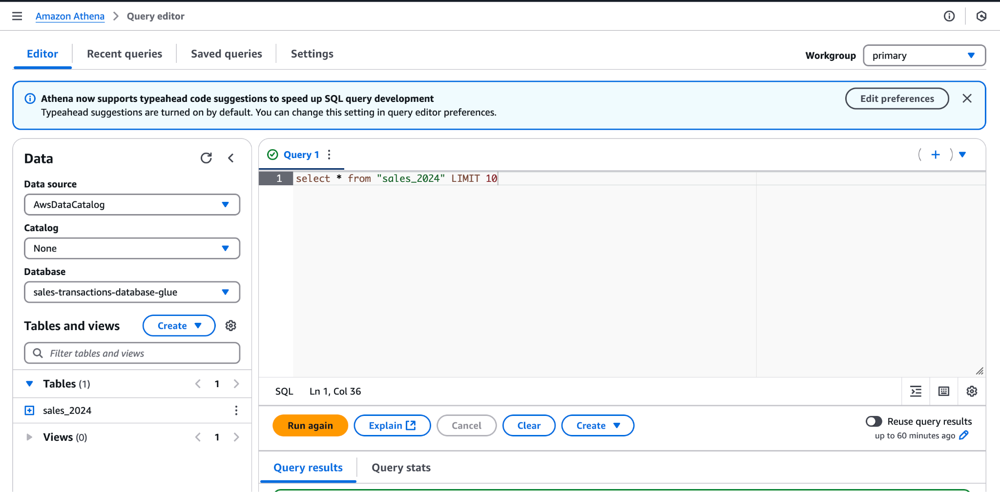 Amazon Athena > Query editor
Editor
Recent queries
Saved queries
Settings
Workgroup
primary
Athena now supports typeahead code suggestions to speed up SQL query development
Typeahead suggestions are turned on by default. You can change this setting in query editor preferences.
Edit preferences
Data
Data source
AwsDataCatalog
Catalog
None
Database
sales-transactions-database-glue
Tables and views
Create
Filter tables and views
Tables (1)
1
sales_2024
Views (0)
1
Query 1
( + )
1
select * from "sales_2024" LIMIT 10
SQL
Ln 1, Col 36
Run again
Explain
Cancel
Clear
Create
Reuse query results
up to 60 minutes ago
Query results
Query stats